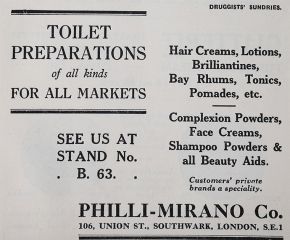 DRUGGISTS' SUNDRIES.
TOILET
PREPARATIONS
of all kinds
FOR ALL MARKETS
SEE US AT
STAND No.
. B. 63. .
Hair Creams, Lotions,
Brilliantines,
Bay Rhums, Tonics,
Pomades, etc.
Complexion Powders,
Face Creams,
Shampoo Powders &
all Beauty Aids.
Customers' private
brands a speciality.
PHILLI-MIRANO Co.
106, UNION ST., SOUTHWARK, LONDON, S.E.1